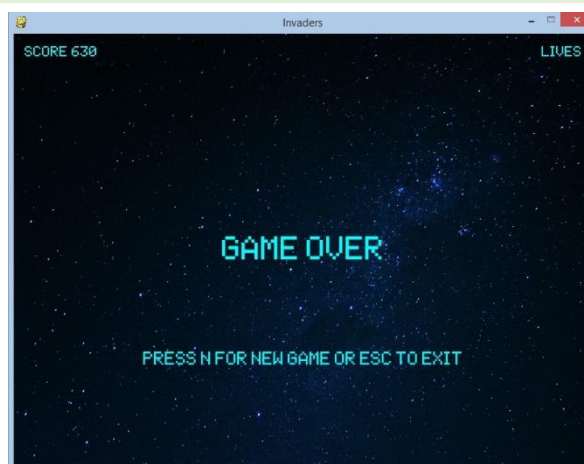 Invaders
SCORE 630 LIVES
GAME OVER
PRESS N FOR NEW GAME OR ESC TO EXIT